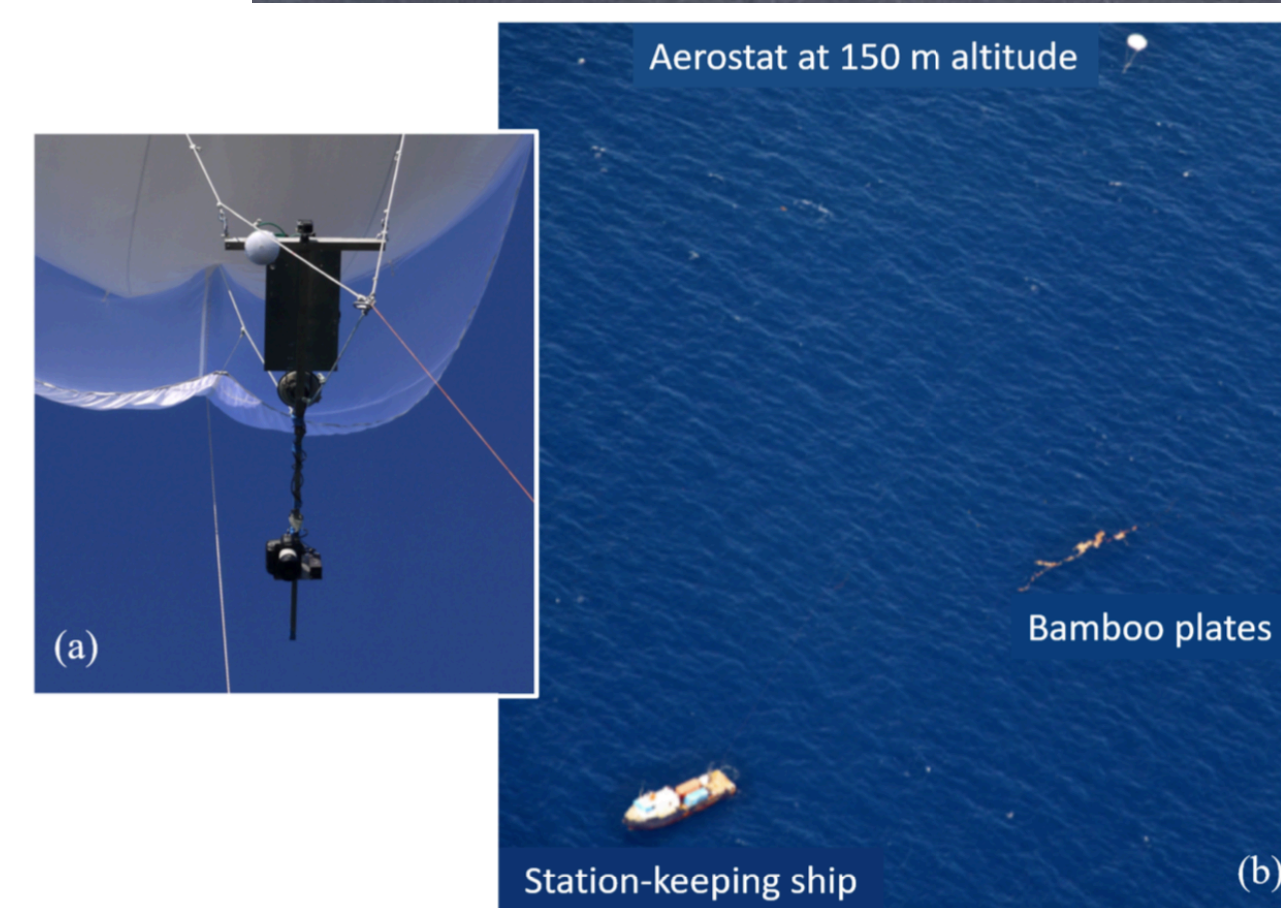 Aerostat at 150 m altitude
(a)
Bamboo plates
Station-keeping ship
(b)